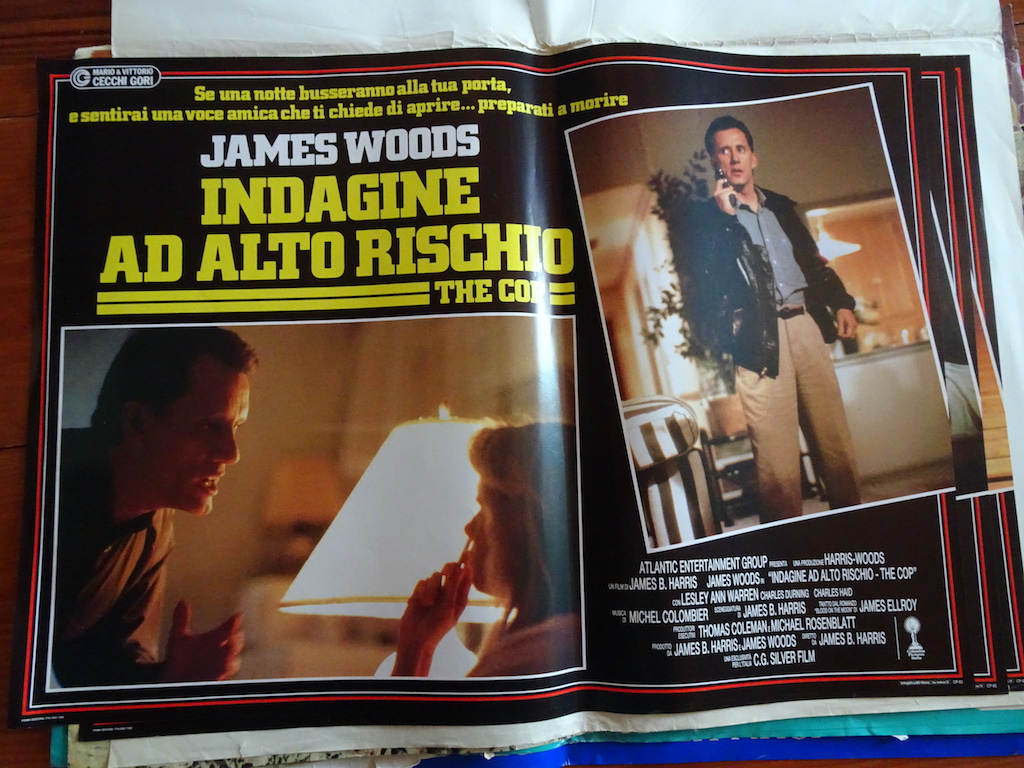 MARIO & VITTORIO
CECCHI GORI
Se una notte busseranno alla tua porta,
e sentirai una voce amica che ti chiede di aprire... preparati a morire
JAMES WOODS
INDAGINE
AD ALTO RISCHIO
THE COP
ATLANTIC ENTERTAINMENT GROUP PRESENTA UNA PRODUZIONE HARRIS-WOODS
UN FILM DI JAMES B. HARRIS JAMES WOODS IN "INDAGINE AD ALTO RISCHIO - THE COP"
CON LESLEY ANN WARREN CHARLES DURNING CHARLES HAID
MUSICA DI MICHEL COLOMBIER SCENEGGIATURA DI JAMES B. HARRIS TRATTO DAL ROMANZO "BLOOD ON THE MOON" DI JAMES ELLROY
PRODUTTORI ESECUTIVI THOMAS COLEMAN E MICHAEL ROSENBLATT
PRODOTTO DA JAMES B. HARRIS E JAMES WOODS DIRETTO DA JAMES B. HARRIS
UNA ESCLUSIVITÀ PER L'ITALIA C.G. SILVER FILM